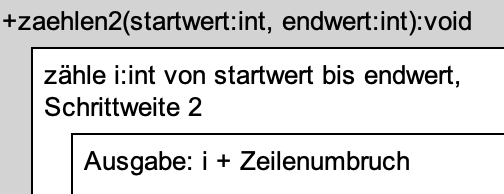 +zaehlen2(startwert:int, endwert:int):void
zähle i:int von startwert bis endwert,
Schrittweite 2
Ausgabe: i + Zeilenumbruch